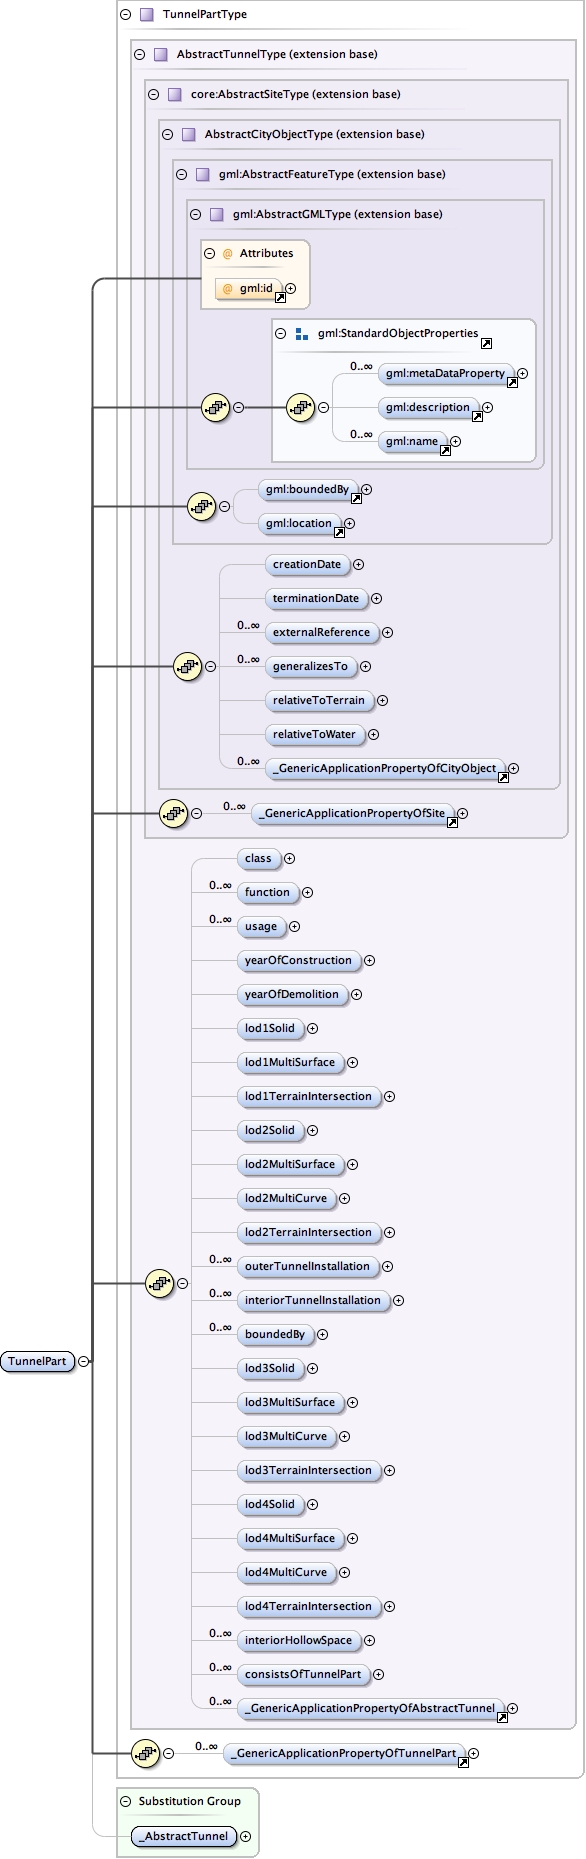 TunnelPartType
AbstractTunnelType (extension base)
core:AbstractSiteType (extension base)
AbstractCityObjectType (extension base)
gml:AbstractFeatureType (extension base)
gml:AbstractGMLType (extension base)
@ Attributes
@ gml:id
gml:StandardObjectProperties
0..∞ gml:metaDataProperty
gml:description
0..∞ gml:name
gml:boundedBy
gml:location
creationDate
terminationDate
0..∞ externalReference
0..∞ generalizesTo
relativeToTerrain
relativeToWater
0..∞ _GenericApplicationPropertyOfCityObject
0..∞ _GenericApplicationPropertyOfSite
class
0..∞ function
0..∞ usage
yearOfConstruction
yearOfDemolition
lod1Solid
lod1MultiSurface
lod1TerrainIntersection
lod2Solid
lod2MultiSurface
lod2MultiCurve
lod2TerrainIntersection
0..∞ outerTunnelInstallation
0..∞ interiorTunnelInstallation
0..∞ boundedBy
TunnelPart
lod3Solid
lod3MultiSurface
lod3MultiCurve
lod3TerrainIntersection
lod4Solid
lod4MultiSurface
lod4MultiCurve
lod4TerrainIntersection
0..∞ interiorHollowSpace
0..∞ consistsOfTunnelPart
0..∞ _GenericApplicationPropertyOfAbstractTunnel
0..∞ _GenericApplicationPropertyOfTunnelPart
Substitution Group
_AbstractTunnel